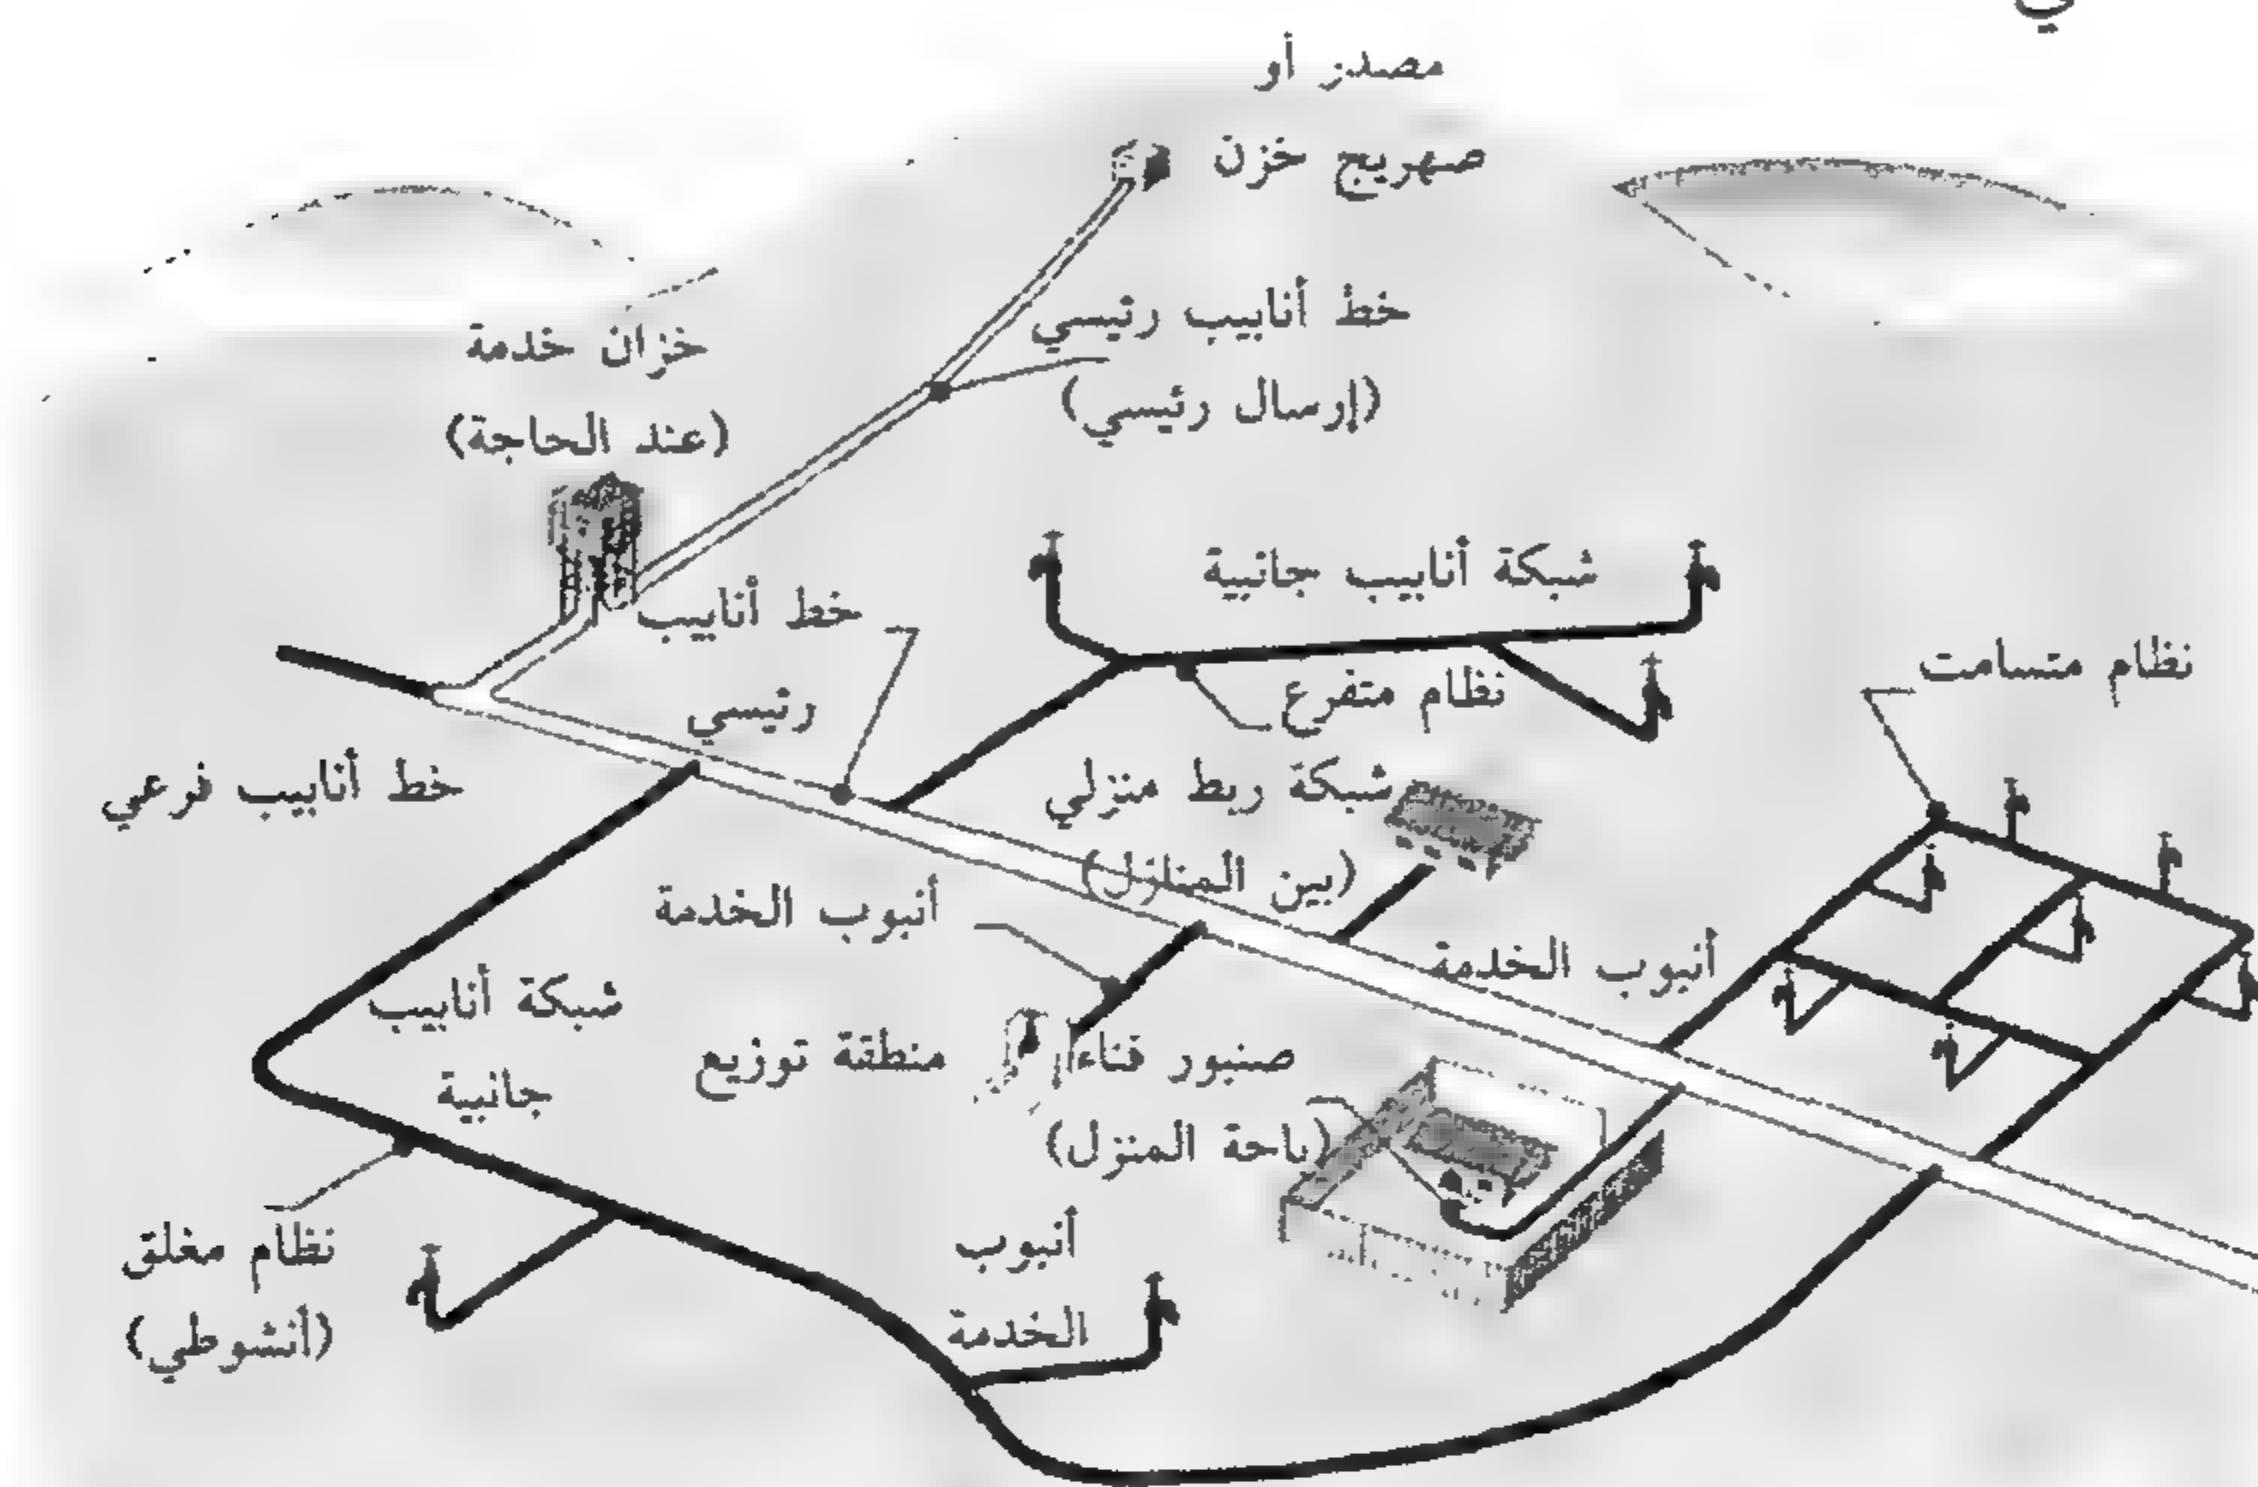 مصدر أو
صهريج خزن
خط أنابيب رئيسي
(إرسال رئيسي)
خزان خدمة
(عند الحاجة)
شبكة أنابيب جانبية
خط أنابيب
رئيسي
نظام متسامت
نظام متفرع
خط أنابيب فرعي
شبكة ربط منزلي
(بين المنازل)
أنبوب الخدمة
أنبوب الخدمة
شبكة أنابيب
جانبية
صنبور فناء
(باحة المنزل)
منطقة توزيع
أنبوب
الخدمة
نظام مغلق
(أنشوطي)